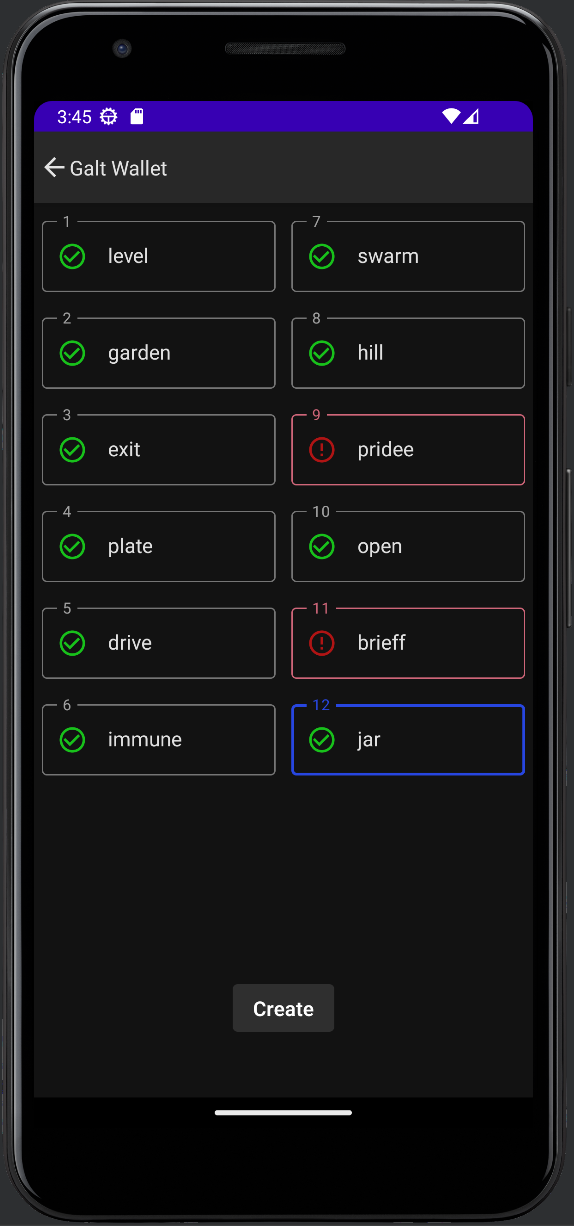 3:45
Galt Wallet
1
level
2
garden
3
exit
4
plate
5
drive
6
immune
7
swarm
8
hill
9
pridee
10
open
11
brieff
12
jar
Create